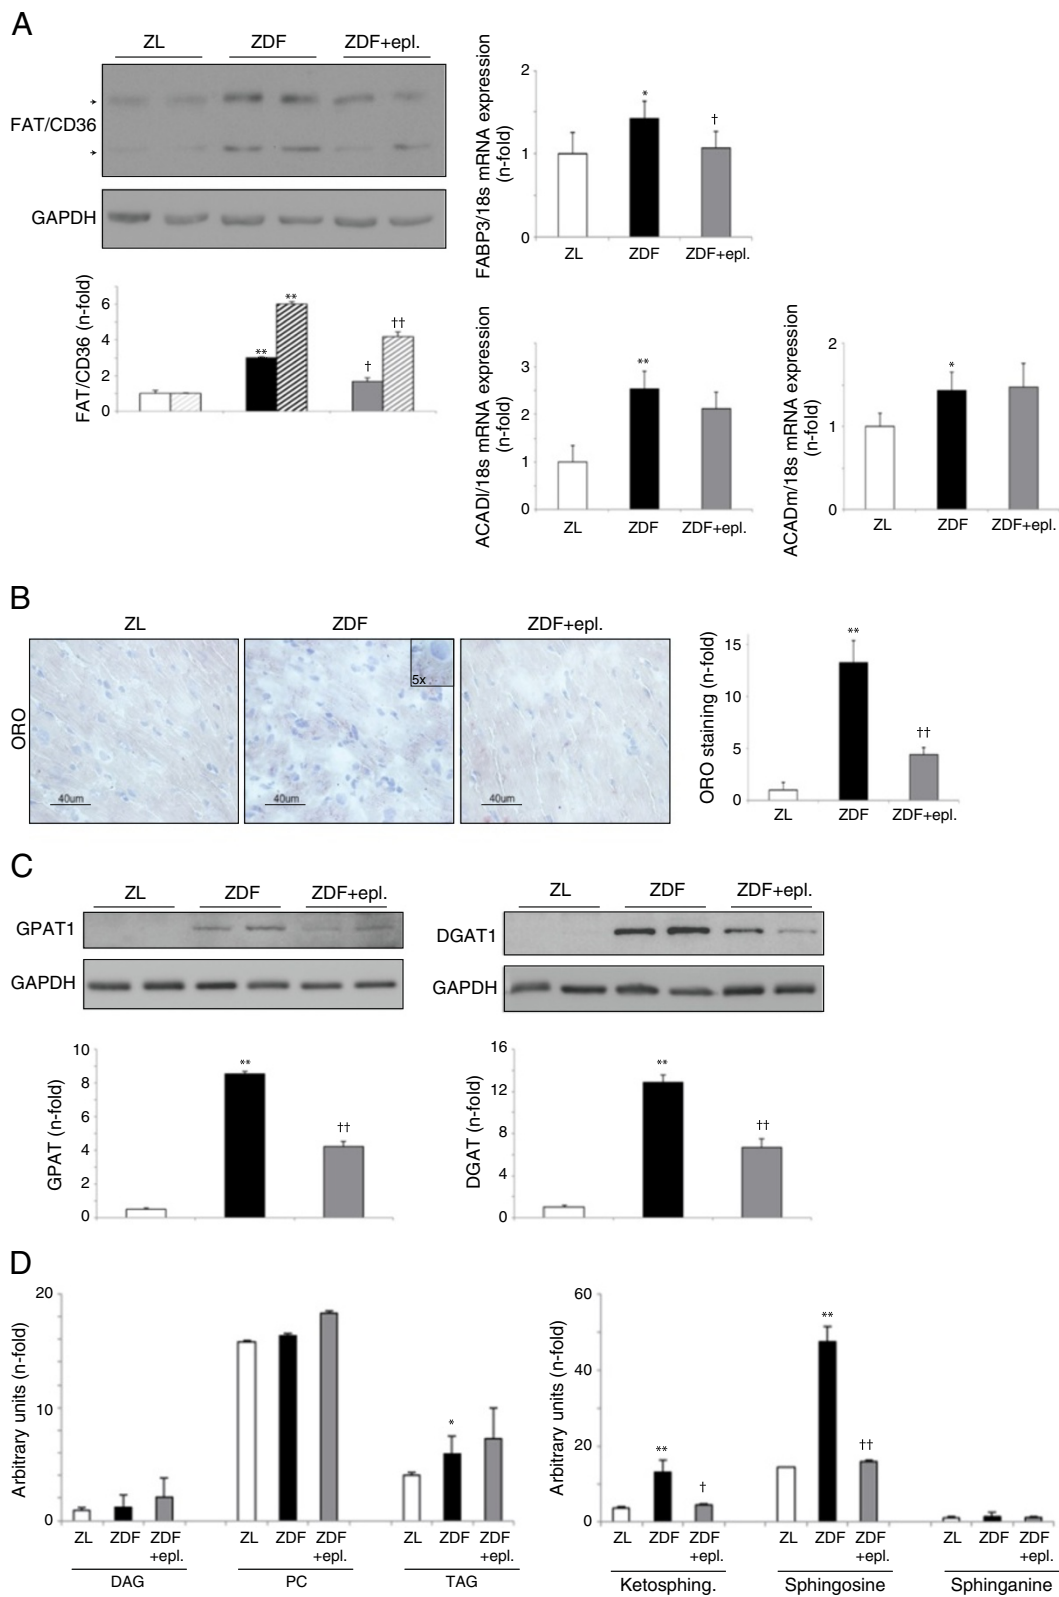 A
ZL ZDF ZDF+epl.
FAT/CD36
GAPDH
FAT/CD36 (n-fold)
6
4
2
0
**
**
†
††
FABP3/18s mRNA expression
(n-fold)
2
1
0
*
†
ZL ZDF ZDF+epl.
ACADl/18s mRNA expression
(n-fold)
3
2
1
0
**
ZL ZDF ZDF+epl.
ACADm/18s mRNA expression
(n-fold)
2
1
0
*
ZL ZDF ZDF+epl.
B
ZL ZDF ZDF+epl.
ORO
5x
40um 40um 40um
ORO staining (n-fold)
15
10
5
0
**
††
ZL ZDF ZDF+epl.
C
ZL ZDF ZDF+epl.
GPAT1
GAPDH
ZL ZDF ZDF+epl.
DGAT1
GAPDH
GPAT (n-fold)
10
8
6
4
2
0
**
††
DGAT (n-fold)
16
12
8
4
0
**
††
D
Arbitrary units (n-fold)
20
10
0
*
ZL ZDF ZDF ZL ZDF ZDF ZL ZDF ZDF
+epl. +epl. +epl.
DAG PC TAG
Arbitrary units (n-fold)
60
40
20
0
**
†
**
††
ZL ZDF ZDF ZL ZDF ZDF ZL ZDF ZDF
+epl. +epl. +epl.
Ketosphing. Sphingosine Sphinganine